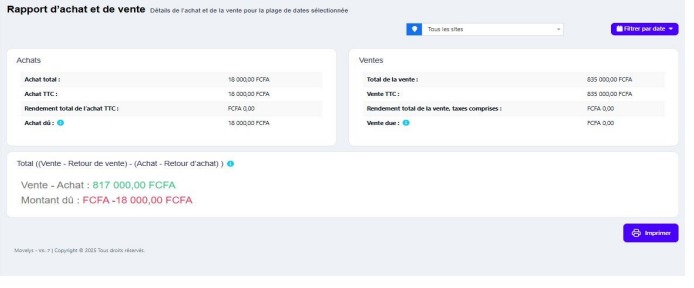 Rapport d'achat et de vente Détails de l'achat et de la vente pour la plage de dates sélectionnée
Tous les sites
Filtrer par date
Achats
Achat total : 18 000,00 FCFA
Achat TTC : 18 000,00 FCFA
Rendement total de l'achat TTC : FCFA 0,00
Achat dû : 18 000,00 FCFA
Ventes
Total de la vente : 835 000,00 FCFA
Vente TTC : 835 000,00 FCFA
Rendement total de la vente, taxes comprises : FCFA 0,00
Vente due : FCFA 0,00
Total ((Vente - Retour de vente) - (Achat - Retour d'achat) )
Vente - Achat : 817 000,00 FCFA
Montant dû : FCFA -18 000,00 FCFA
Imprimer
Copyright © 2025 Tous droits réservés.